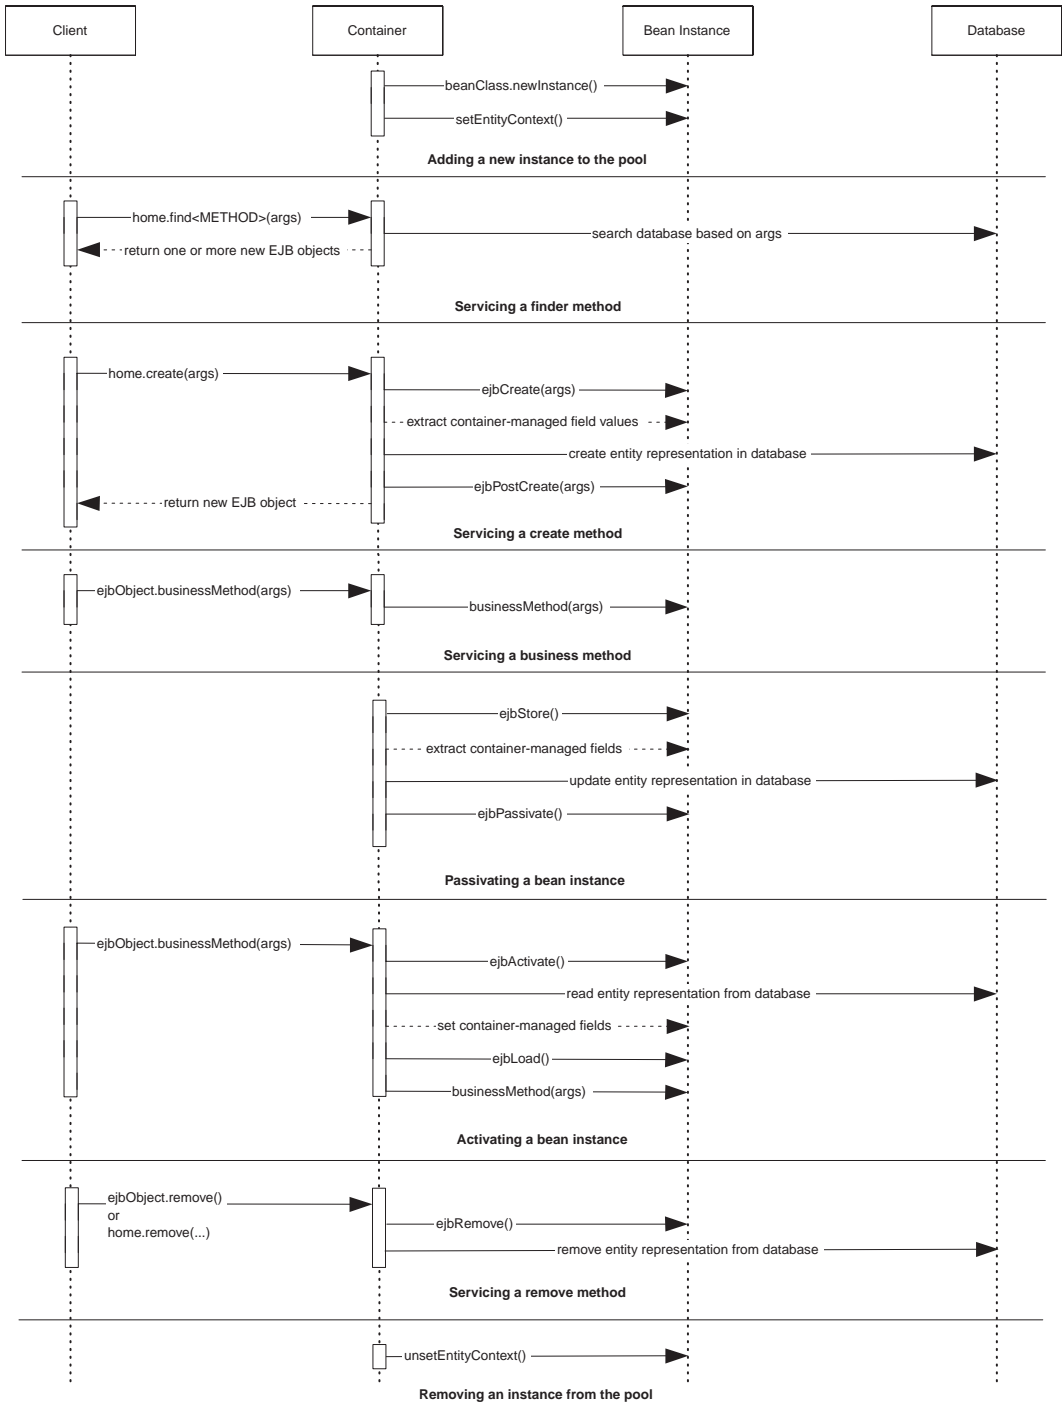 Client
Container
Bean Instance
Database
beanClass.newInstance()
setEntityContext()
Adding a new instance to the pool
home.find<METHOD>(args)
search database based on args
return one or more new EJB objects
Servicing a finder method
home.create(args)
ejbCreate(args)
extract container-managed field values
create entity representation in database
ejbPostCreate(args)
return new EJB object
Servicing a create method
ejbObject.businessMethod(args)
businessMethod(args)
Servicing a business method
ejbStore()
extract container-managed fields
update entity representation in database
ejbPassivate()
Passivating a bean instance
ejbObject.businessMethod(args)
ejbActivate()
read entity representation from database
set container-managed fields
ejbLoad()
businessMethod(args)
Activating a bean instance
ejbObject.remove()
or
home.remove(...)
ejbRemove()
remove entity representation from database
Servicing a remove method
unsetEntityContext()
Removing an instance from the pool